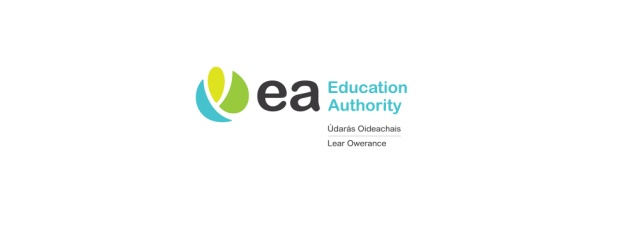 ea
Education
Authority
Údarás Oideachais
Lear Owerance